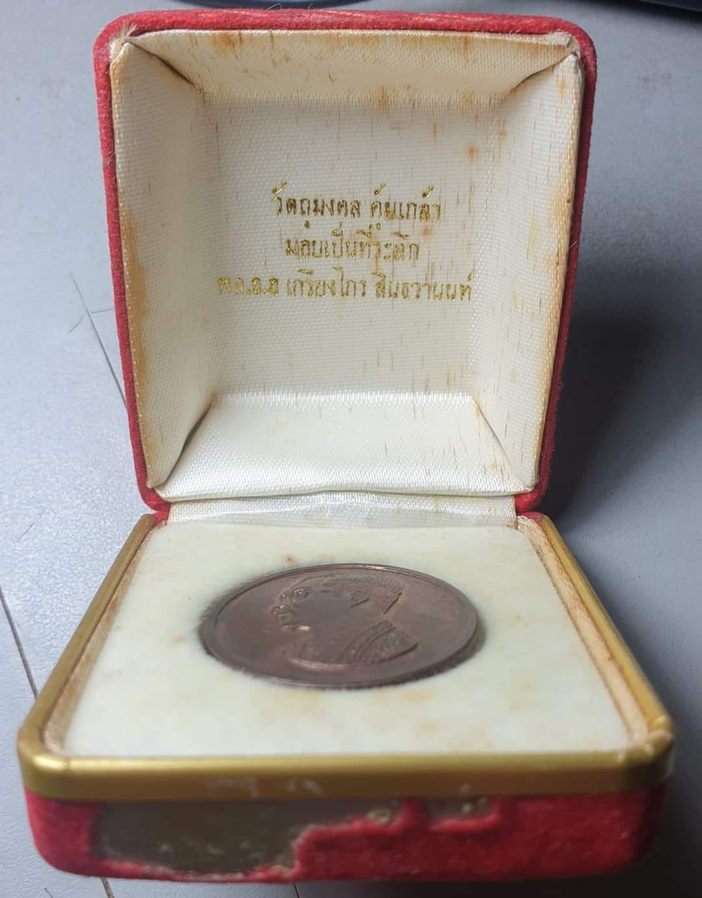 วัตถุมงคล คุ้มเกล้า
มอบเป็นที่ระลึก
พ.อ.อ.อ เกรียงไกร สินธวานนท์